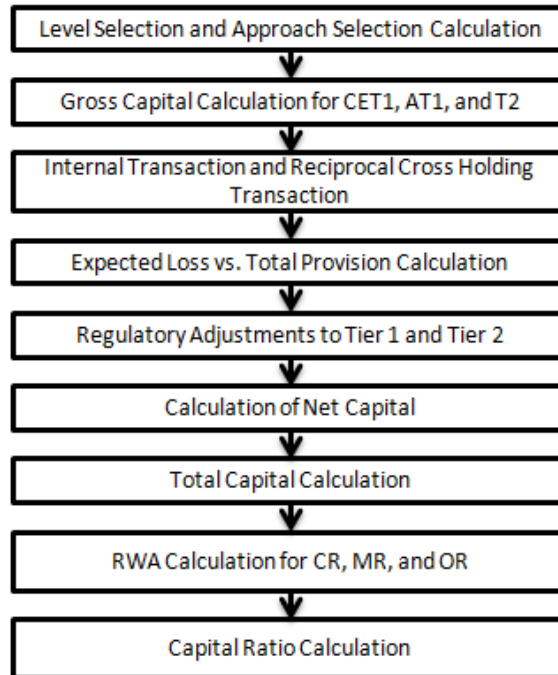 Level Selection and Approach Selection Calculation
Gross Capital Calculation for CET1, AT1, and T2
Internal Transaction and Reciprocal Cross Holding
Transaction
Expected Loss vs. Total Provision Calculation
Regulatory Adjustments to Tier 1 and Tier 2
Calculation of Net Capital
Total Capital Calculation
RWA Calculation for CR, MR, and OR
Capital Ratio Calculation